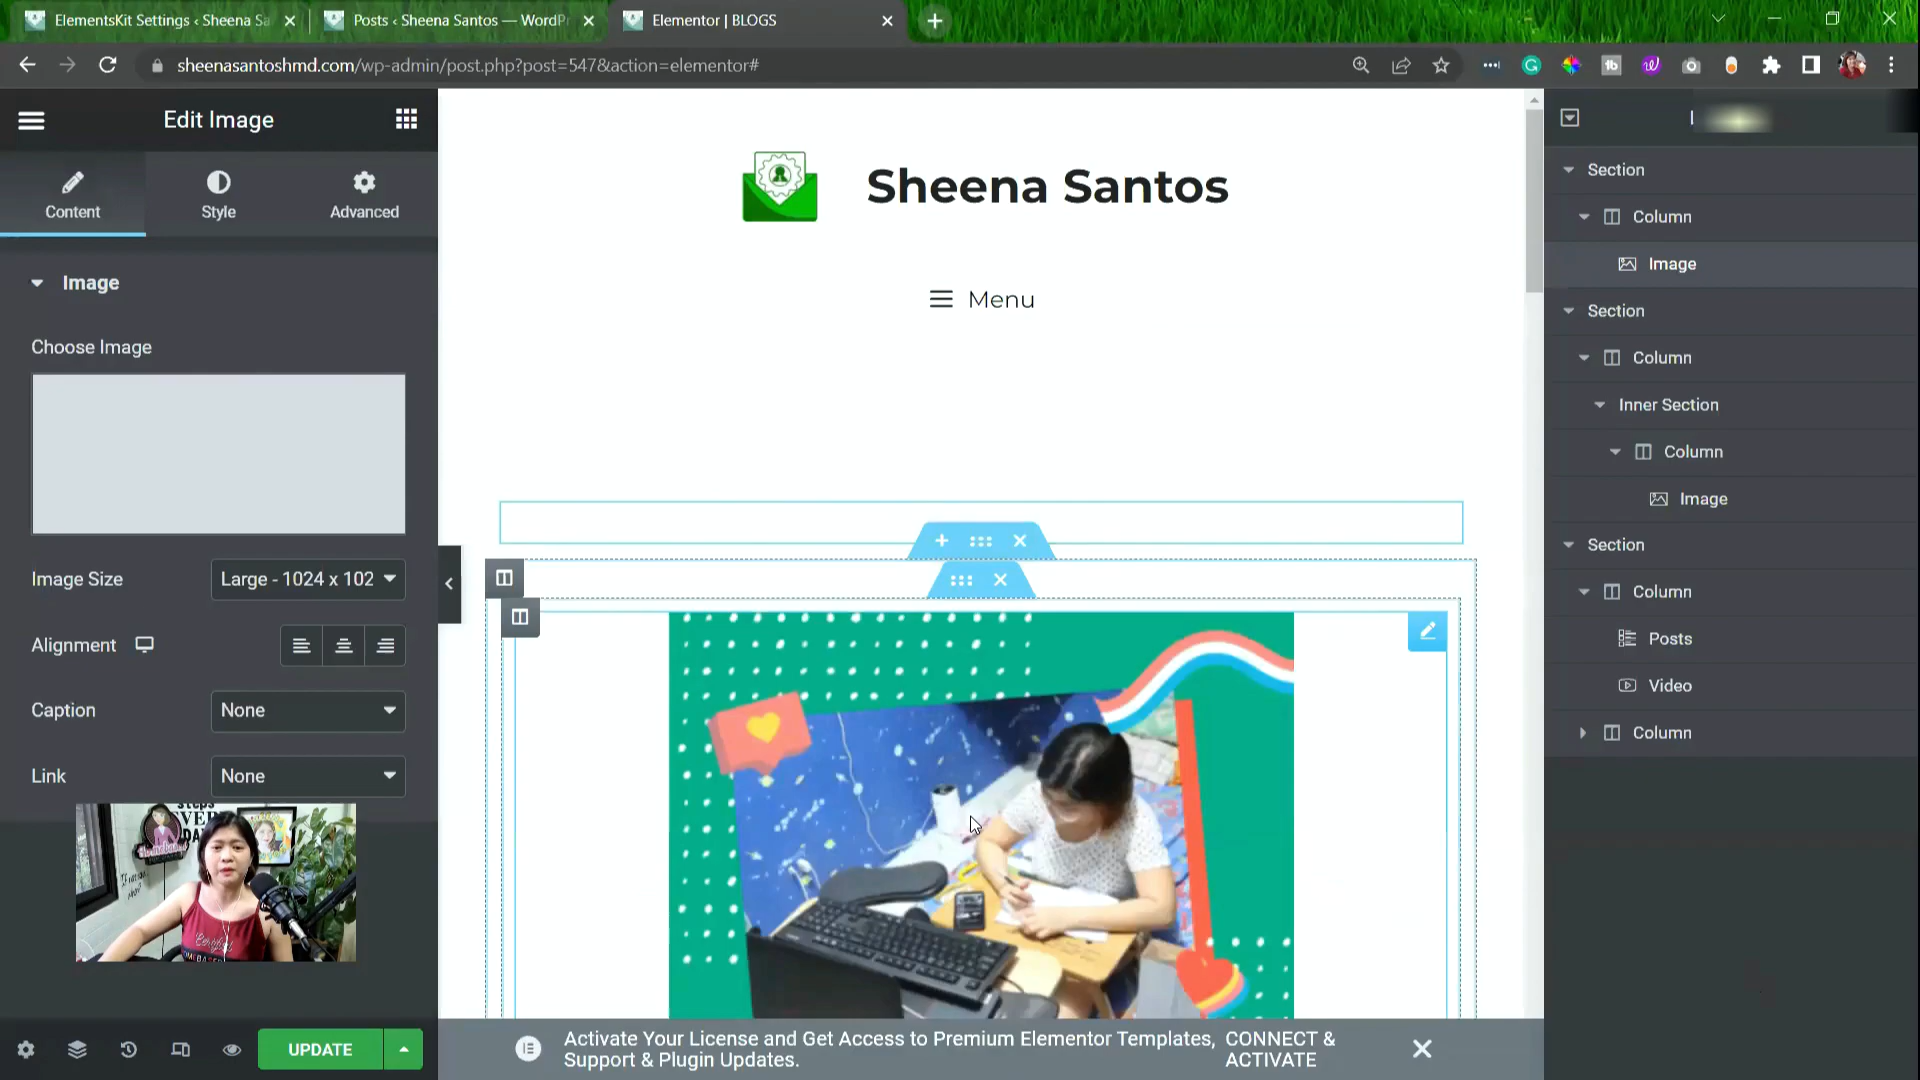 ElementsKit Settings ‹ Sheena Sa
Posts ‹ Sheena Santos — WordPr
Elementor | BLOGS
sheenasantoshmd.com/wp-admin/post.php?post=547&action=elementor#
Edit Image
Content
Style
Advanced
Image
Choose Image
Image Size
Large - 1024 x 102
Alignment
Caption
None
Link
None
UPDATE
Sheena Santos
Menu
Activate Your License and Get Access to Premium Elementor Templates,
Support & Plugin Updates.
CONNECT &
ACTIVATE
Section
Column
Image
Section
Column
Inner Section
Column
Image
Section
Column
Posts
Video
Column